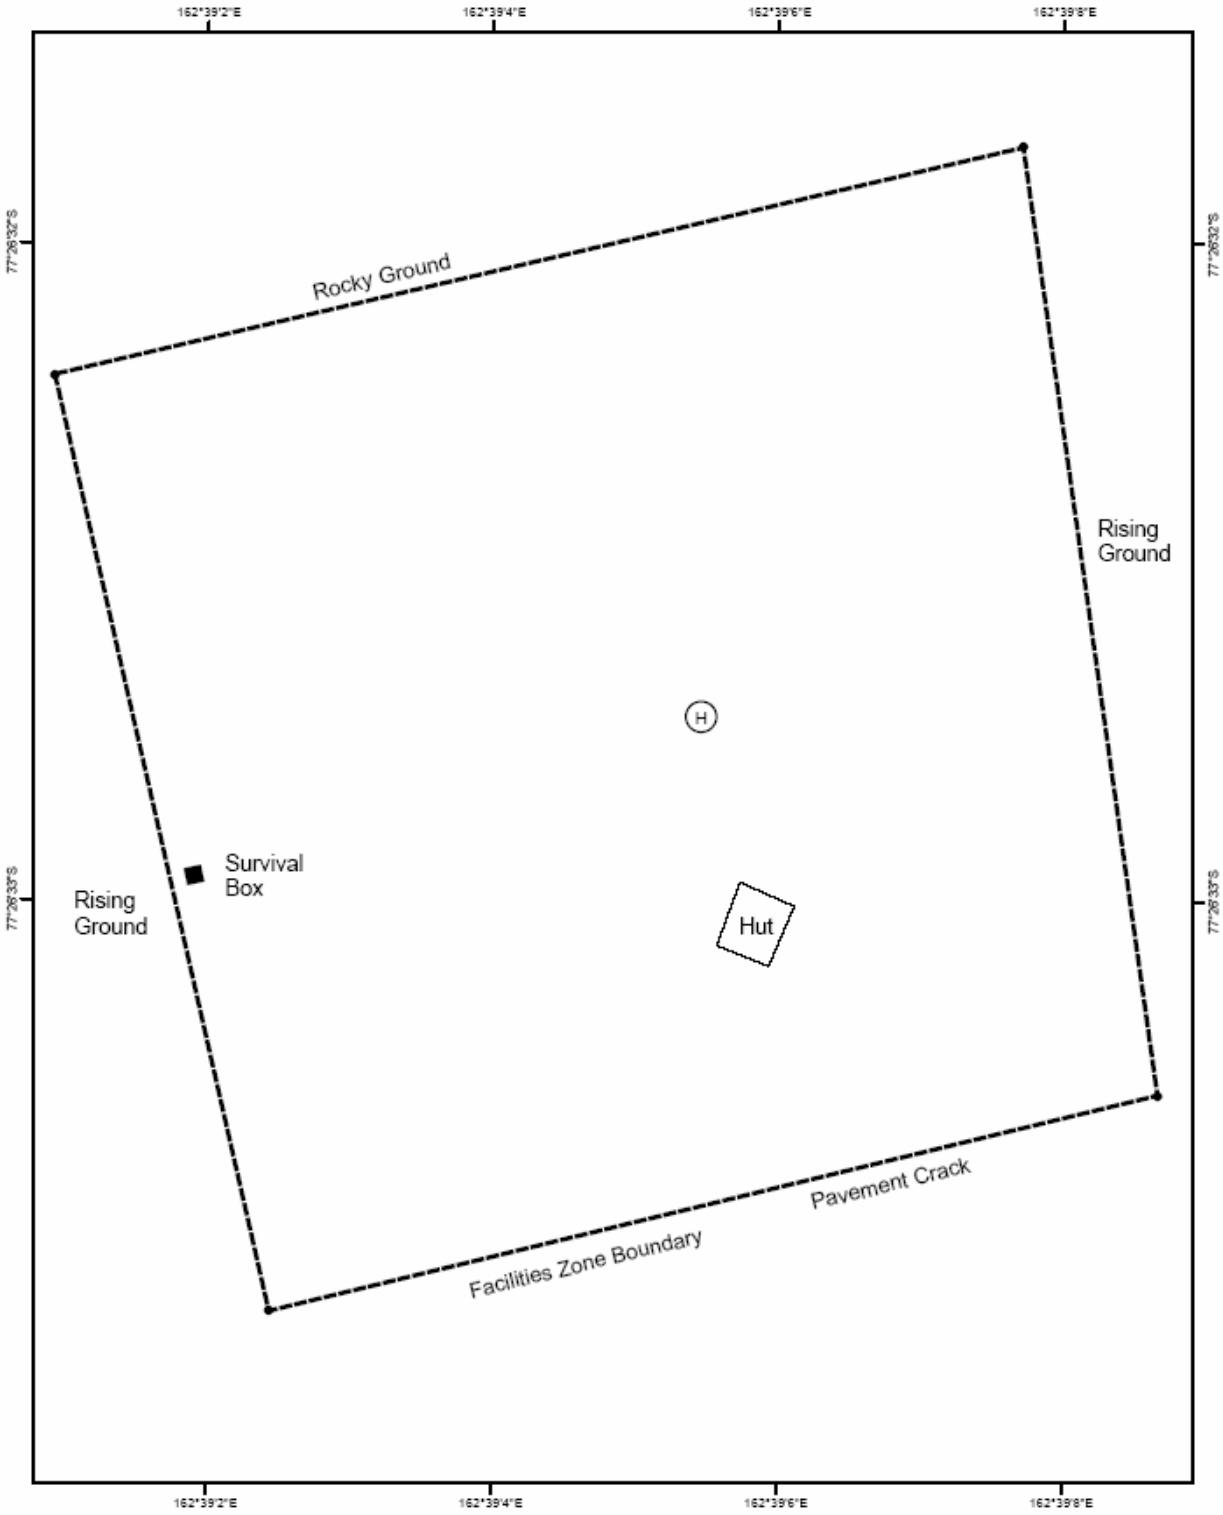 162°39'2"E
162°39'4"E
162°39'6"E
162°39'8"E
77°26'32"S
77°26'32"S
Rocky Ground
Rising
Ground
H
Survival
Box
Rising
Ground
77°26'33"S
77°26'33"S
Hut
Pavement Crack
Facilities Zone Boundary
162°39'2"E
162°39'4"E
162°39'6"E
162°39'8"E